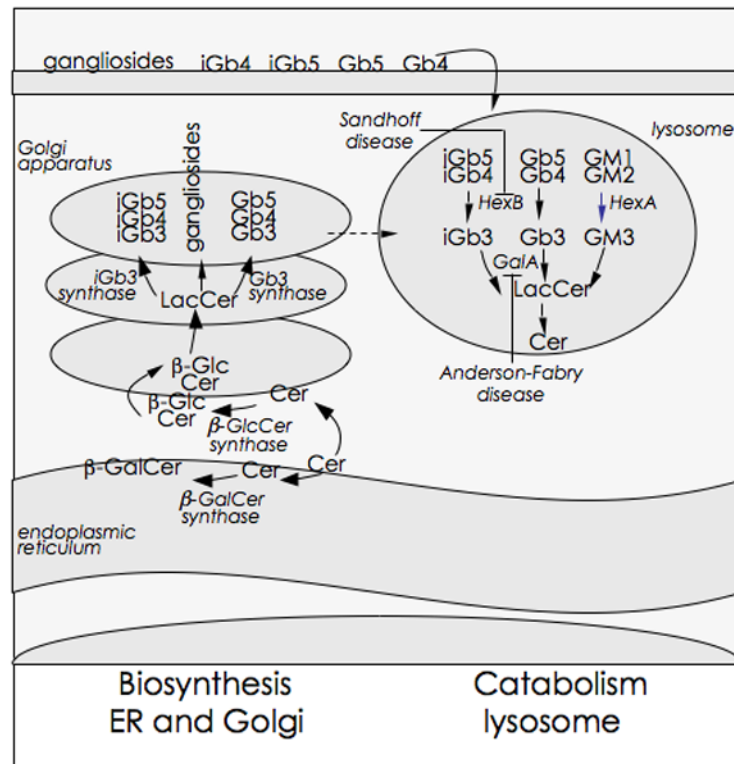 gangliosides iGb4 iGb5 Gb5 Gb4
Golgi
apparatus
gangliosides
iGb5
iGb4
iGb3
Gb5
Gb4
Gb3
iGb3
synthase
LacCer
Gb3
synthase
β-Glc
Cer
β-Glc
Cer
Cer
β-GlcCer
synthase
β-GalCer
Cer
Cer
β-GalCer
synthase
endoplasmic
reticulum
Sandhoff
disease
lysosome
iGb5
iGb4
Gb5
Gb4
GM1
GM2
HexB
HexA
iGb3
Gb3
GM3
GalA
LacCer
Cer
Anderson-Fabry
disease
Biosynthesis
ER and Golgi
Catabolism
lysosome